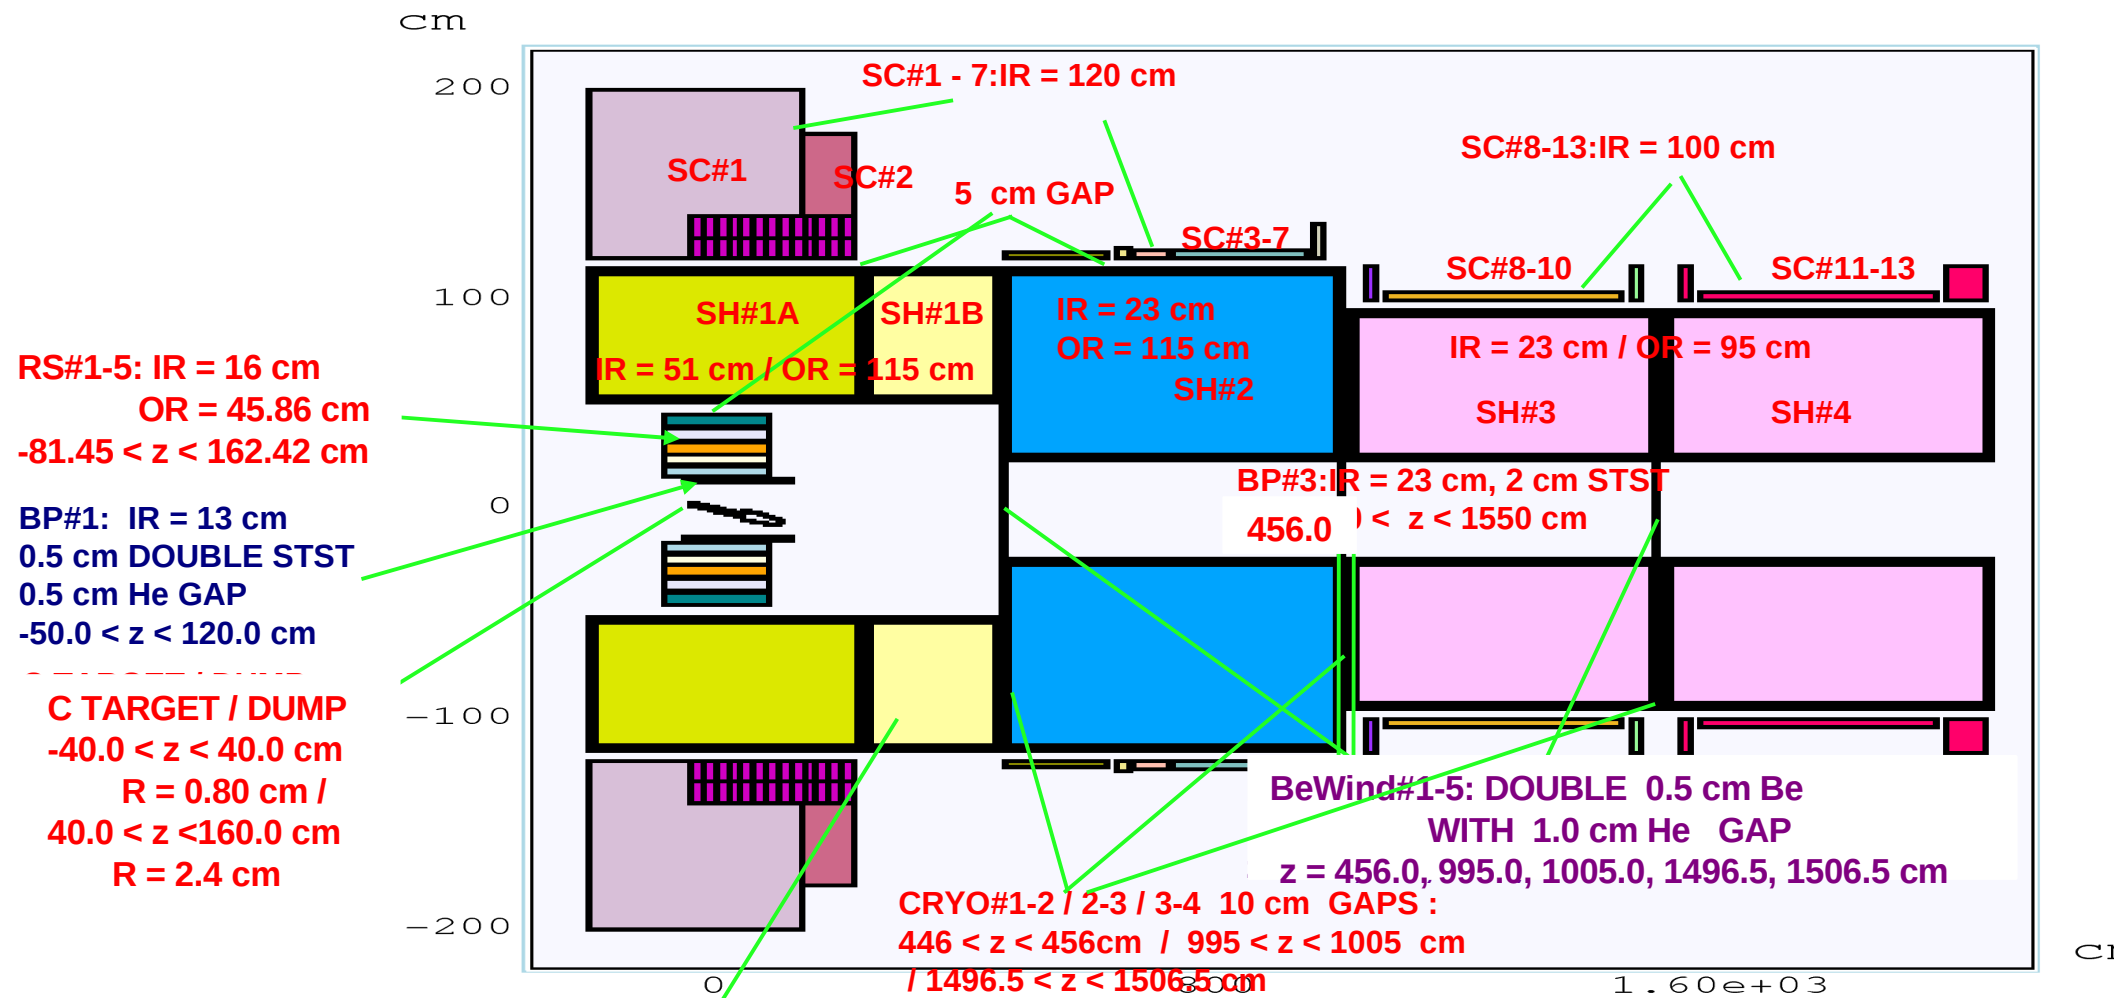 cm
200
SC#1 - 7:IR = 120 cm
SC#8-13:IR = 100 cm
SC#1
SC#2
5  cm GAP
SC#3-7
SC#8-10
SC#11-13
100
SH#1A
SH#1B
IR = 23 cm
OR = 115 cm
SH#2
IR = 51 cm / OR = 115 cm
IR = 23 cm / OR = 95 cm
SH#3
SH#4
RS#1-5: IR = 16 cm
OR = 45.86 cm
-81.45 < z < 162.42 cm
0
BP#3:IR = 23 cm, 2 cm STST
456.0 ) <  z < 1550 cm
BP#1:  IR = 13 cm
0.5 cm DOUBLE STST
0.5 cm He GAP
-50.0 < z < 120.0 cm
C TARGET / DUMP
-40.0 < z < 40.0 cm
R = 0.80 cm /
40.0 < z <160.0 cm
R = 2.4 cm
-100
BeWind#1-5: DOUBLE  0.5 cm Be
WITH  1.0 cm He   GAP
z = 456.0, 995.0, 1005.0, 1496.5, 1506.5 cm
-200
CRYO#1-2 / 2-3 / 3-4  10 cm  GAPS :
446 < z < 456cm  /  995 < z < 1005  cm
/ 1496.5 < z < 1506.5 cm
0
800
1.60e+03